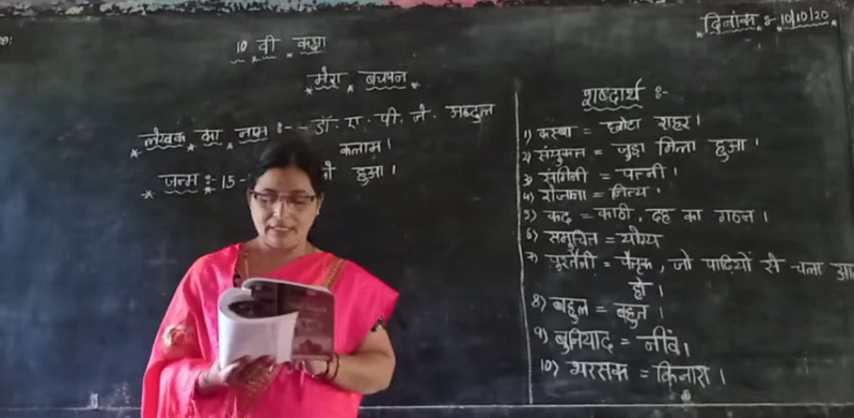 दिनांक :- 10/10/20
10 वी कक्षा
मेरा बचपन
लेखक का नाम :- डॉ. ए. पी. जे. अब्दुल
कलाम।
जन्म :- 15- हुआ।
शब्दार्थ :-
1) कस्बा = छोटा शहर।
2) संयुक्त = जुड़ा मिला हुआ।
3) संगिनी = पत्नी।
4) रोजाना = नित्य।
5) कद = काठी, दह का गठन।
6) समुचित = योग्य
7) पुश्तैनी = पैतृक, जो पीढ़ियों से चला
हो।
8) बहुल = बहुत।
9) बुनियाद = नीवं।
10) = किनारा।